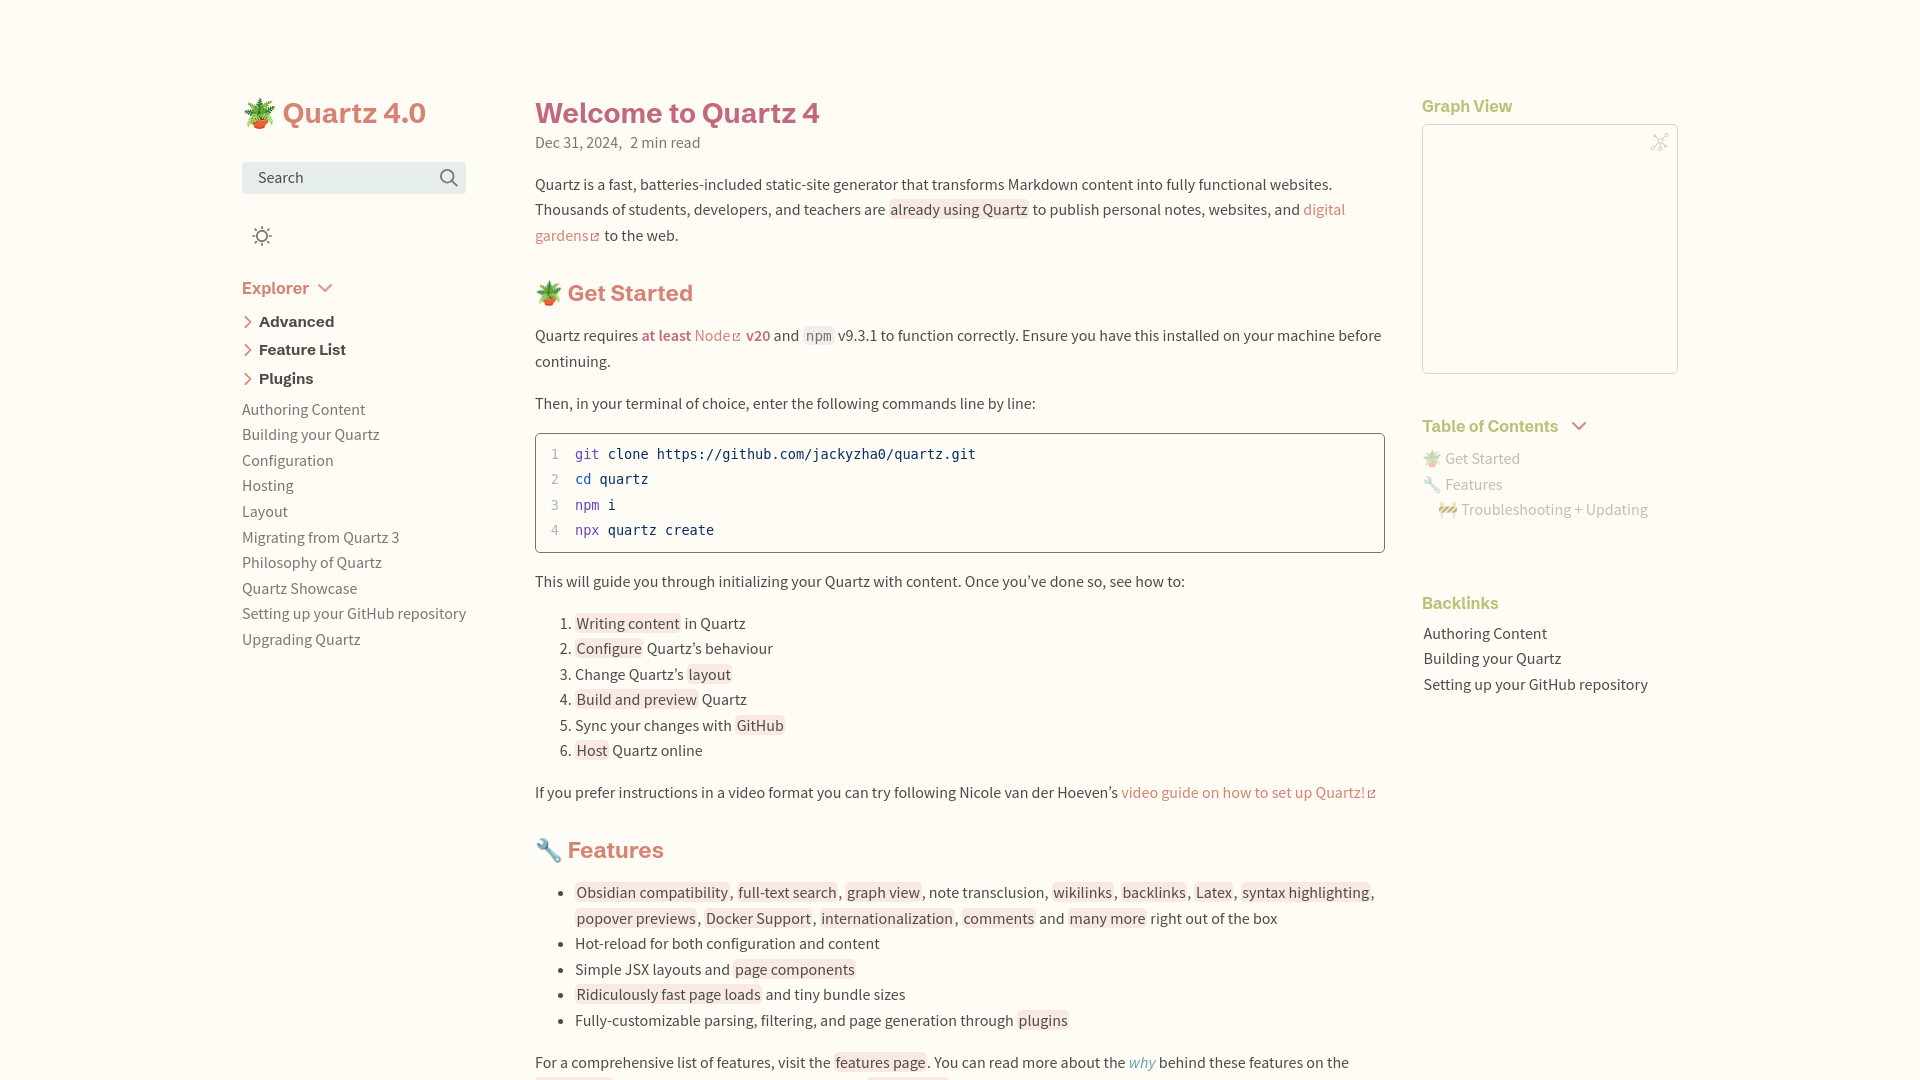 🪴 Quartz 4.0
Search
Explorer
Advanced
Feature List
Plugins
Authoring Content
Building your Quartz
Configuration
Hosting
Layout
Migrating from Quartz 3
Philosophy of Quartz
Quartz Showcase
Setting up your GitHub repository
Upgrading Quartz
Welcome to Quartz 4
Dec 31, 2024, 2 min read
Quartz is a fast, batteries-included static-site generator that transforms Markdown content into fully functional websites.
Thousands of students, developers, and teachers are already using Quartz to publish personal notes, websites, and digital
gardens to the web.
🪴 Get Started
Quartz requires at least Node v20 and npm v9.3.1 to function correctly. Ensure you have this installed on your machine before
continuing.
Then, in your terminal of choice, enter the following commands line by line:
1 git clone https://github.com/jackyzha0/quartz.git
2 cd quartz
3 npm i
4 npx quartz create
This will guide you through initializing your Quartz with content. Once you’ve done so, see how to:
1. Writing content in Quartz
2. Configure Quartz’s behaviour
3. Change Quartz’s layout
4. Build and preview Quartz
5. Sync your changes with GitHub
6. Host Quartz online
If you prefer instructions in a video format you can try following Nicole van der Hoeven’s video guide on how to set up Quartz!
🔧 Features
• Obsidian compatibility, full-text search, graph view, note transclusion, wikilinks, backlinks, Latex, syntax highlighting,
popover previews, Docker Support, internationalization, comments and many more right out of the box
• Hot-reload for both configuration and content
• Simple JSX layouts and page components
• Ridiculously fast page loads and tiny bundle sizes
• Fully-customizable parsing, filtering, and page generation through plugins
For a comprehensive list of features, visit the features page. You can read more about the why behind these features on the
Graph View
Table of Contents
🪴 Get Started
🔧 Features
🚧 Troubleshooting + Updating
Backlinks
Authoring Content
Building your Quartz
Setting up your GitHub repository